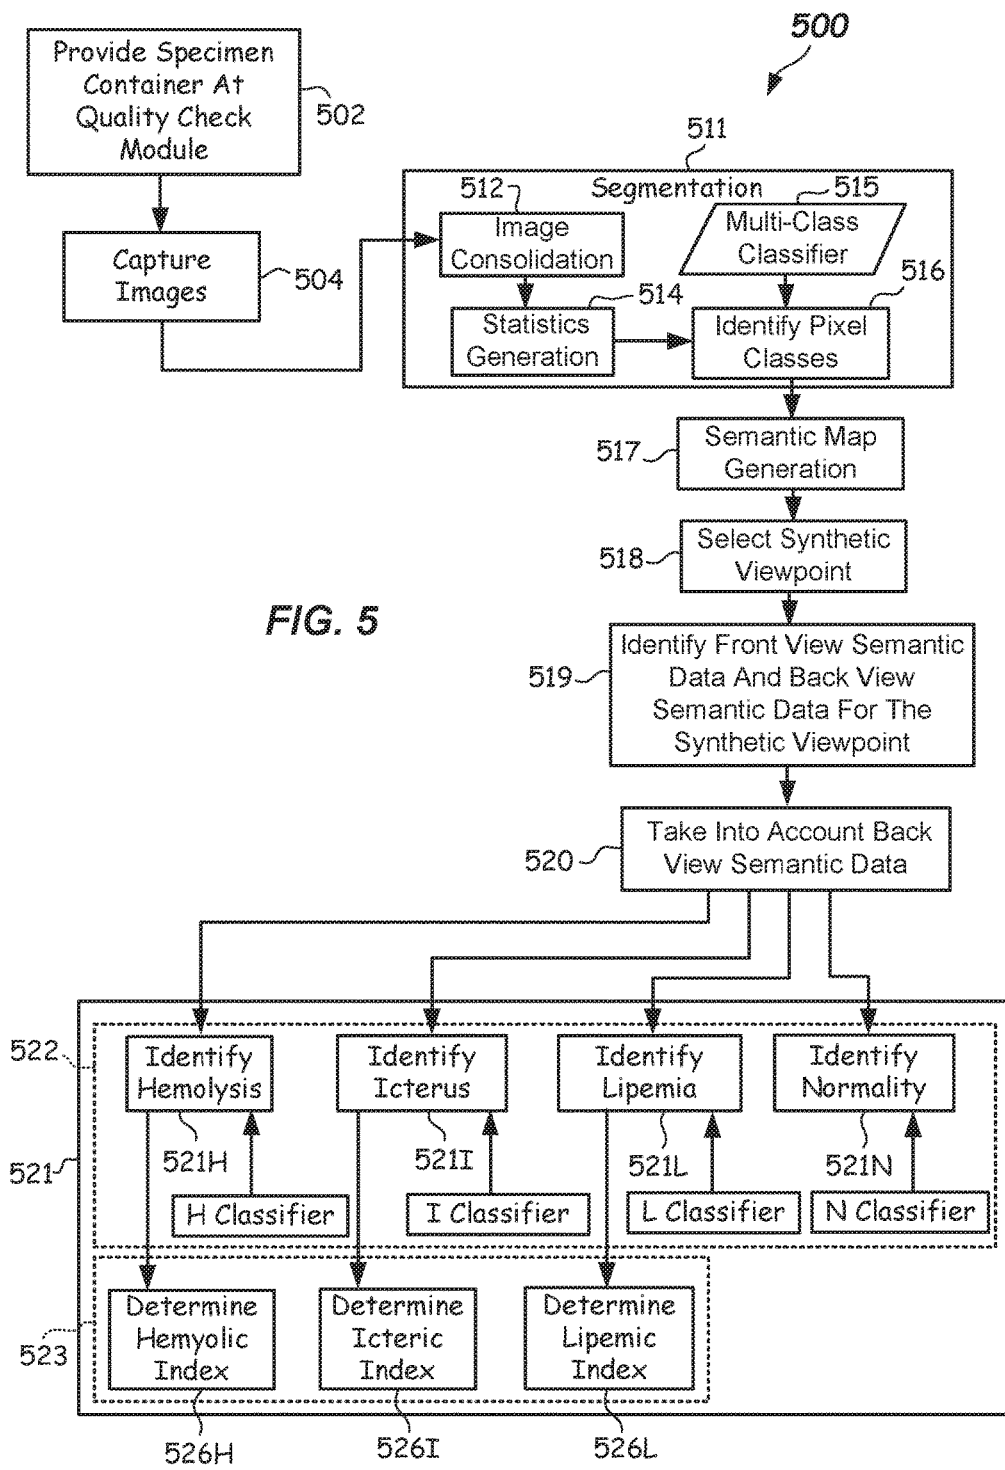 500
Provide Specimen
Container At
Quality Check
Module
502
Capture
Images
504
511
Segmentation
512
Image
Consolidation
515
Multi-Class
Classifier
514
Statistics
Generation
516
Identify Pixel
Classes
517
Semantic Map
Generation
518
Select Synthetic
Viewpoint
FIG. 5
519
Identify Front View Semantic
Data And Back View
Semantic Data For The
Synthetic Viewpoint
520
Take Into Account Back
View Semantic Data
522
Identify
Hemolysis
Identify
Icterus
Identify
Lipemia
Identify
Normality
521
521H
521I
521L
521N
H Classifier
I Classifier
L Classifier
N Classifier
523
Determine
Hemyolic
Index
Determine
Icteric
Index
Determine
Lipemic
Index
526H
526I
526L